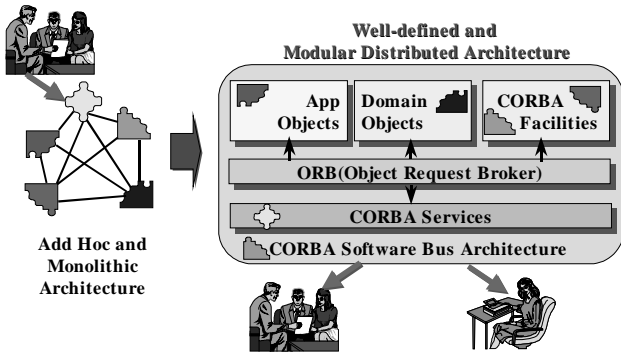 Well-defined and
Modular Distributed Architecture
App
Objects
Domain
Objects
CORBA
Facilities
ORB(Object Request Broker)
CORBA Services
CORBA Software Bus Architecture
Add Hoc and
Monolithic
Architecture